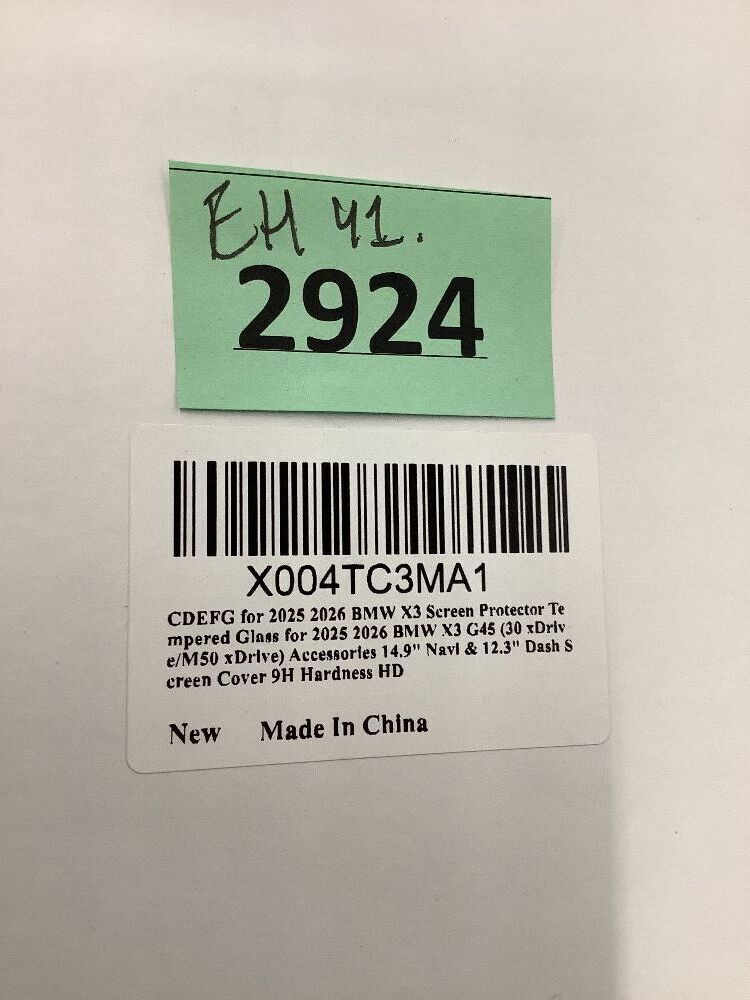 EH 41.
2924
X004TC3MA1
CDEFG for 2025 2026 BMW X3 Screen Protector Te
mpered Glass for 2025 2026 BMW X3 G45 (30 xDriv
e/M50 xDrive) Accessories 14.9" Navi & 12.3" Dash S
creen Cover 9H Hardness HD
New Made In China